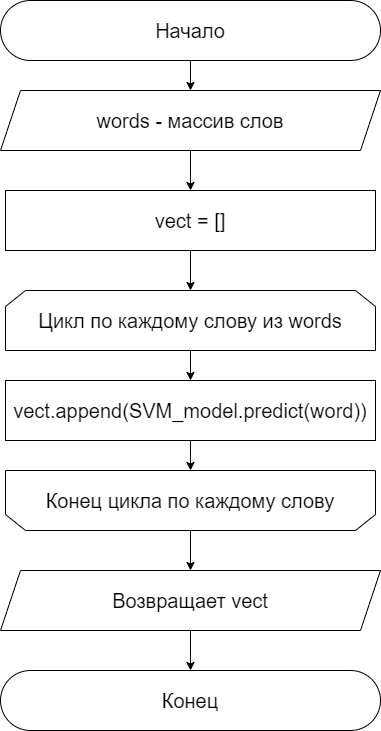 Начало
words - массив слов
vect = []
Цикл по каждому слову из words
vect.append(SVM_model.predict(word))
Конец цикла по каждому слову
Возвращает vect
Конец